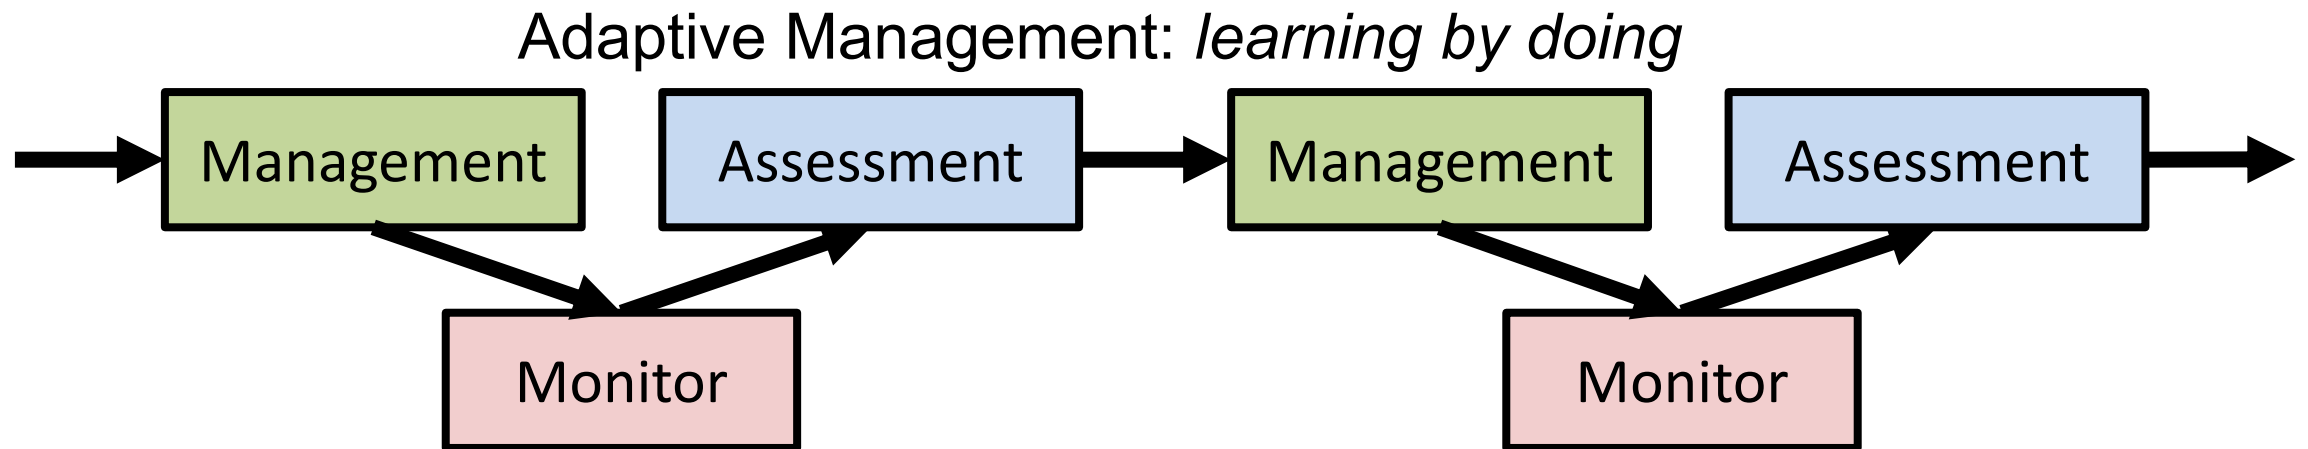 Adaptive Management: learning by doing
Management
Assessment
Management
Assessment
Monitor
Monitor